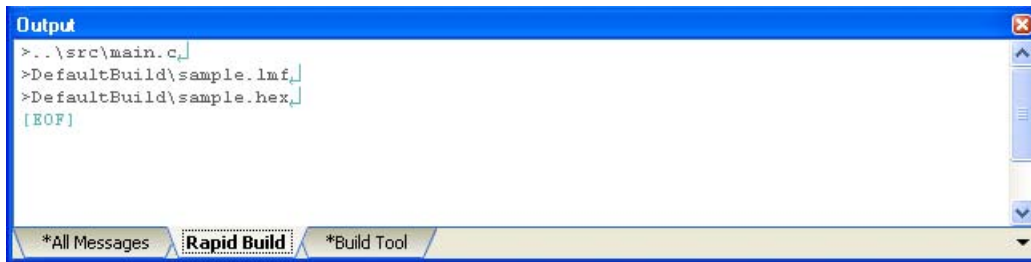 Output
>..\src\main.c
>DefaultBuild\sample.lmf
>DefaultBuild\sample.hex
[EOF]
*All Messages Rapid Build *Build Tool